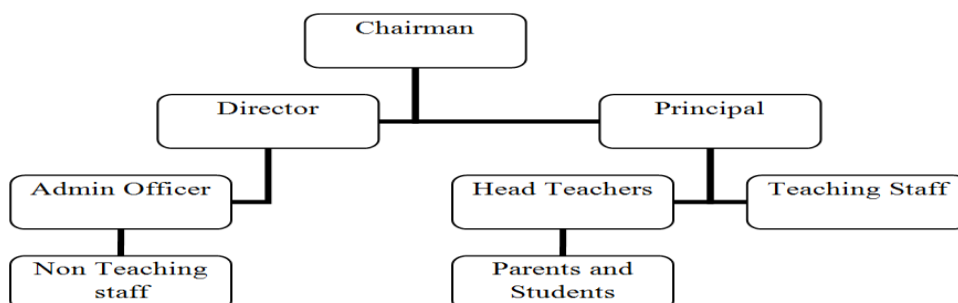 Chairman
Director
Principal
Admin Officer
Head Teachers
Teaching Staff
Non Teaching
staff
Parents and
Students